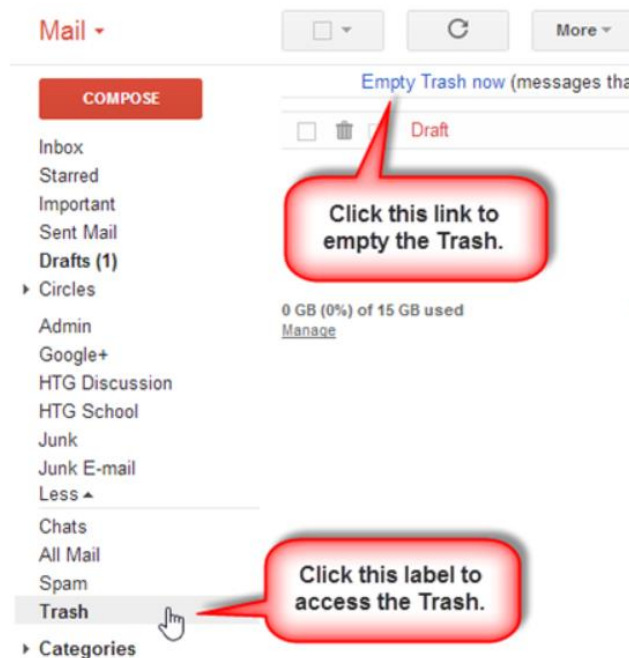 Mail
More
COMPOSE
Empty Trash now (messages tha
Draft
Inbox
Starred
Important
Sent Mail
Drafts (1)
Circles
Click this link to
empty the Trash.
0 GB (0%) of 15 GB used
Manage
Admin
Google+
HTG Discussion
HTG School
Junk
Junk E-mail
Less
Chats
All Mail
Spam
Trash
Categories
Click this label to
access the Trash.